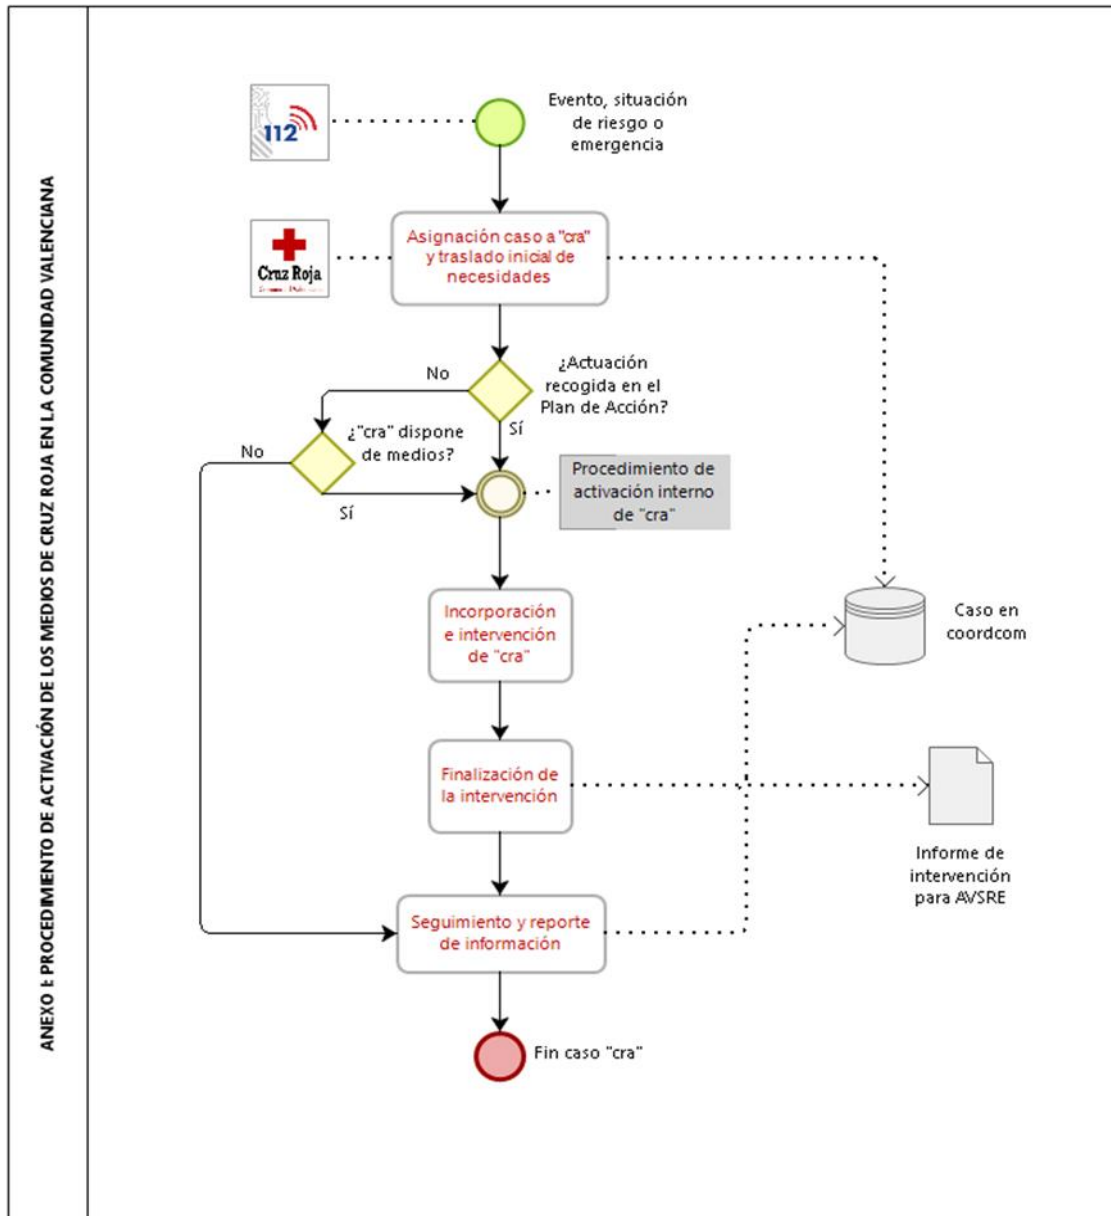 ANEXO I: PROCEDIMIENTO DE ACTIVACIÓN DE LOS MEDIOS DE CRUZ ROJA EN LA COMUNIDAD VALENCIANA
112
Evento, situación
de riesgo o
emergencia
Cruz Roja
Asignación caso a "cra"
y traslado inicial de
necesidades
¿Actuación
recogida en el
Plan de Acción?
No
Sí
¿"cra" dispone
de medios?
No
Sí
Procedimiento de
activación interno
de "cra"
Incorporación
e intervención
de "cra"
Caso en
coordcom
Finalización de
la intervención
Informe de
intervención
para AVSRE
Seguimiento y reporte
de información
Fin caso "cra"